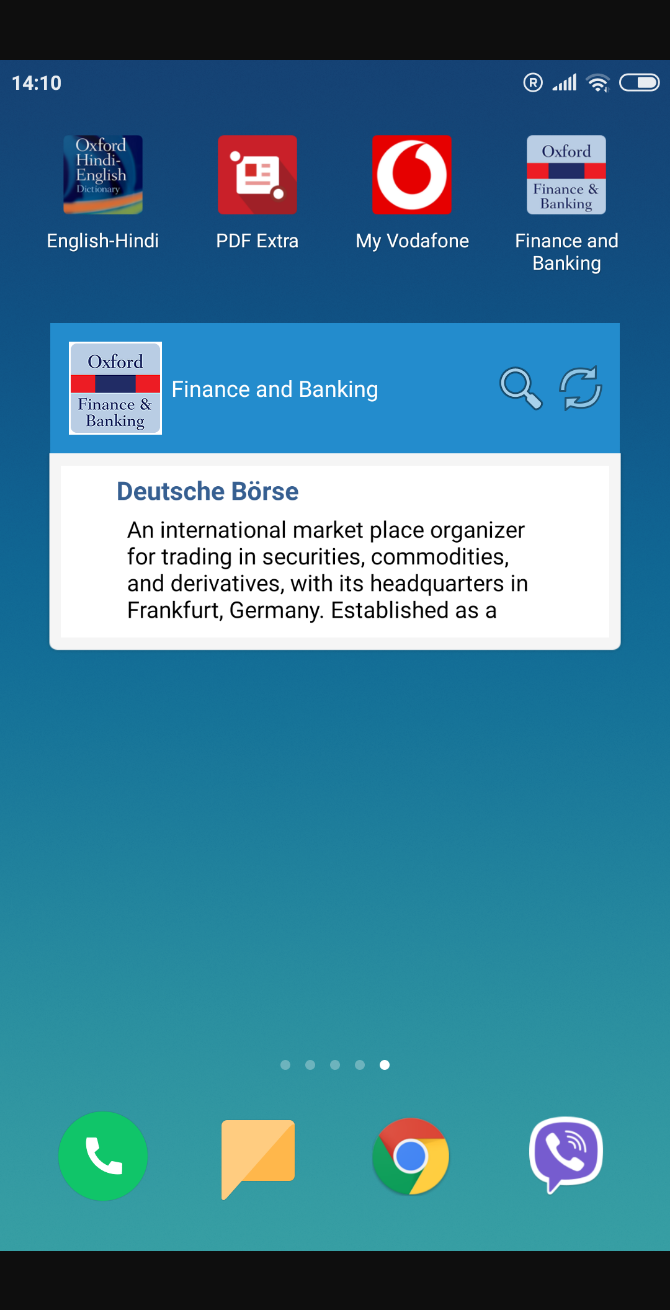 14:10
®
Oxford
Hindi-
English
Dictionary
Oxford
Finance &
Banking
English-Hindi
PDF Extra
My Vodafone
Finance and
Banking
Oxford
Finance &
Banking
Finance and Banking
Deutsche Börse
An international market place organizer
for trading in securities, commodities,
and derivatives, with its headquarters in
Frankfurt, Germany. Established as a